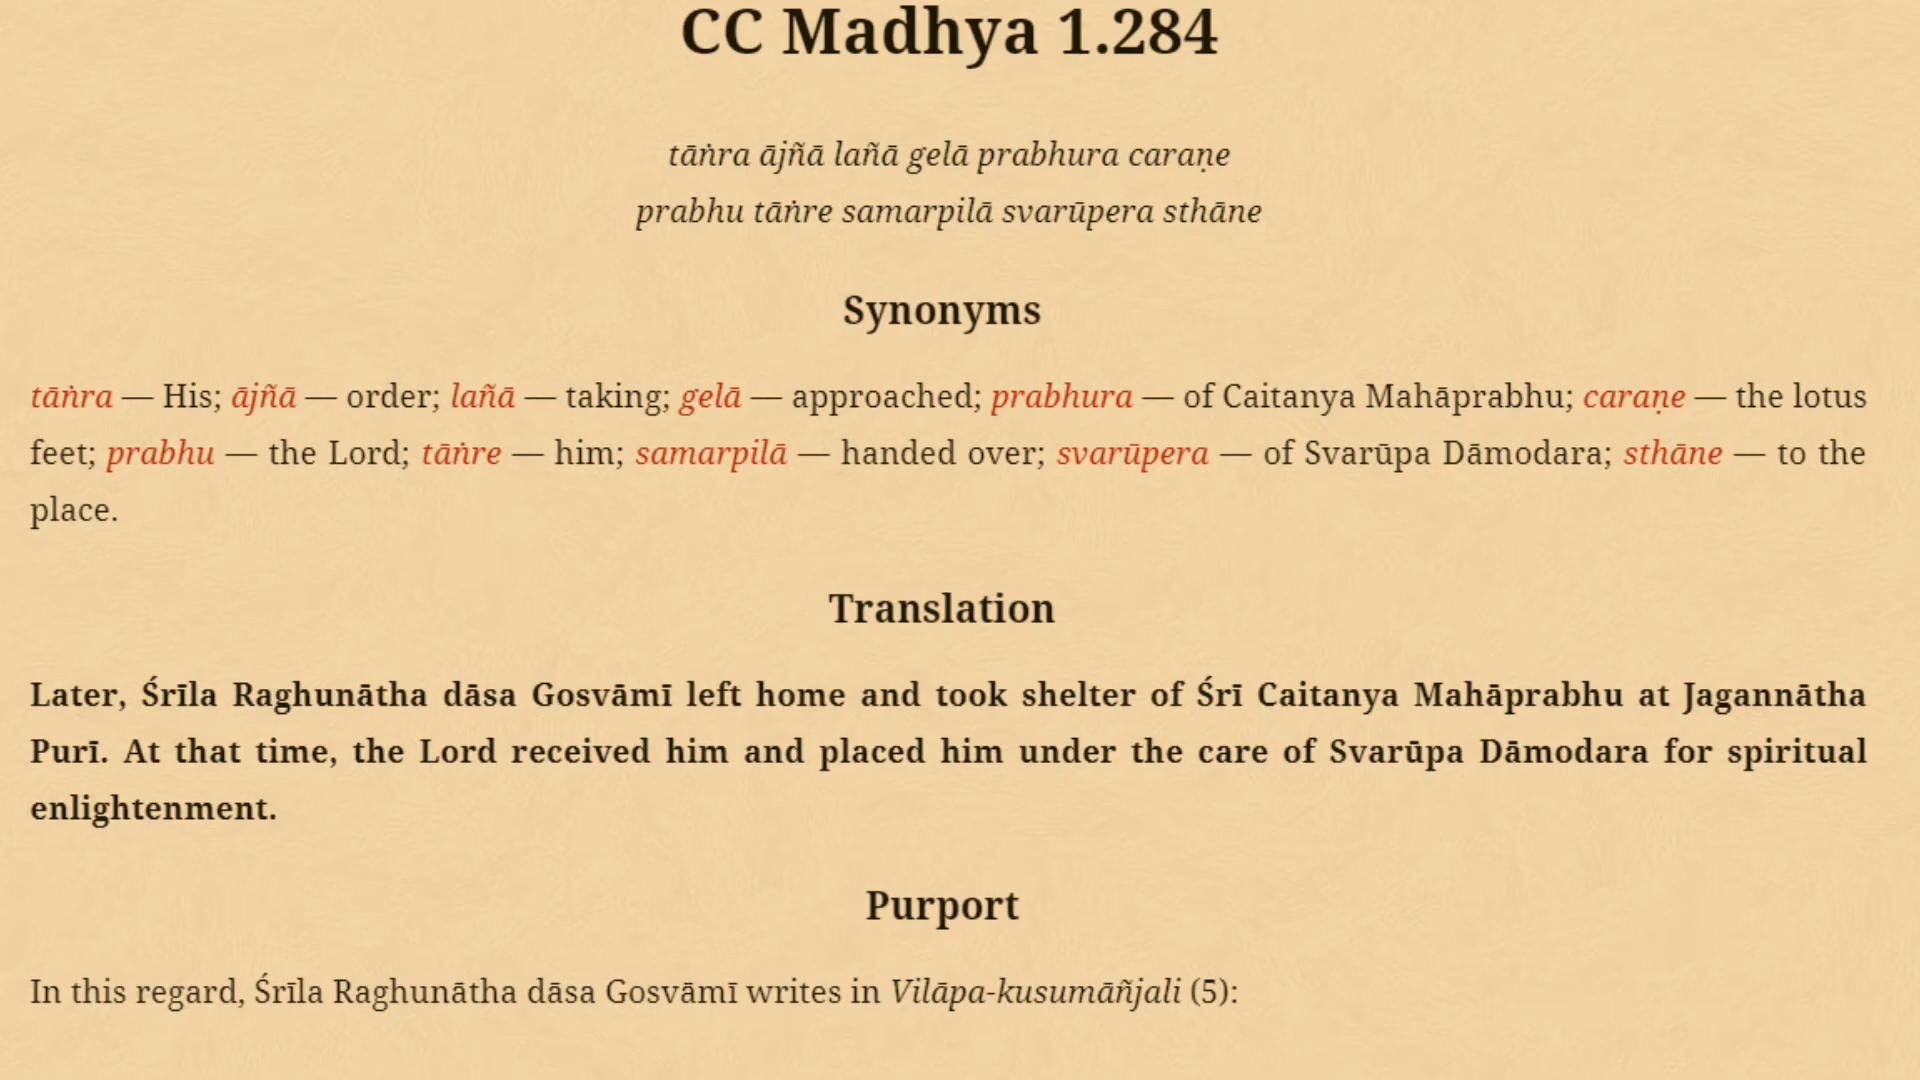 CC Madhya 1.284
tāṅra ājñā lañā gelā prabhura caraṇe
prabhu tāṅre samarpilā svarūpera sthāne
Synonyms
tāṅra — His; ājñā — order; lañā — taking; gelā — approached; prabhura — of Caitanya Mahāprabhu; caraṇe — the lotus
feet; prabhu — the Lord; tāṅre — him; samarpilā — handed over; svarūpera — of Svarūpa Dāmodara; sthāne — to the
place.
Translation
Later, Śrīla Raghunātha dāsa Gosvāmī left home and took shelter of Śrī Caitanya Mahāprabhu at Jagannātha
Purī. At that time, the Lord received him and placed him under the care of Svarūpa Dāmodara for spiritual
enlightenment.
Purport
In this regard, Śrīla Raghunātha dāsa Gosvāmī writes in Vilāpa-kusumāñjali (5):